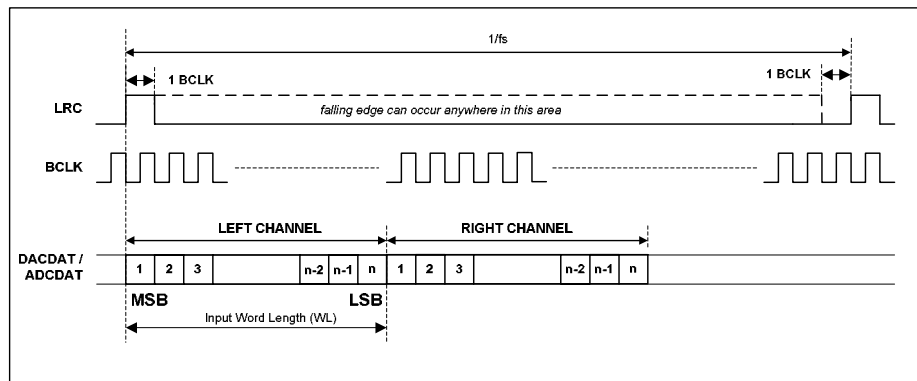 1/fs
1 BCLK
1 BCLK
LRC
falling edge can occur anywhere in this area
BCLK
LEFT CHANNEL
RIGHT CHANNEL
DACDAT /
ADCDAT
1 2 3 n-2 n-1 n 1 2 3 n-2 n-1 n
MSB
LSB
Input Word Length (WL)